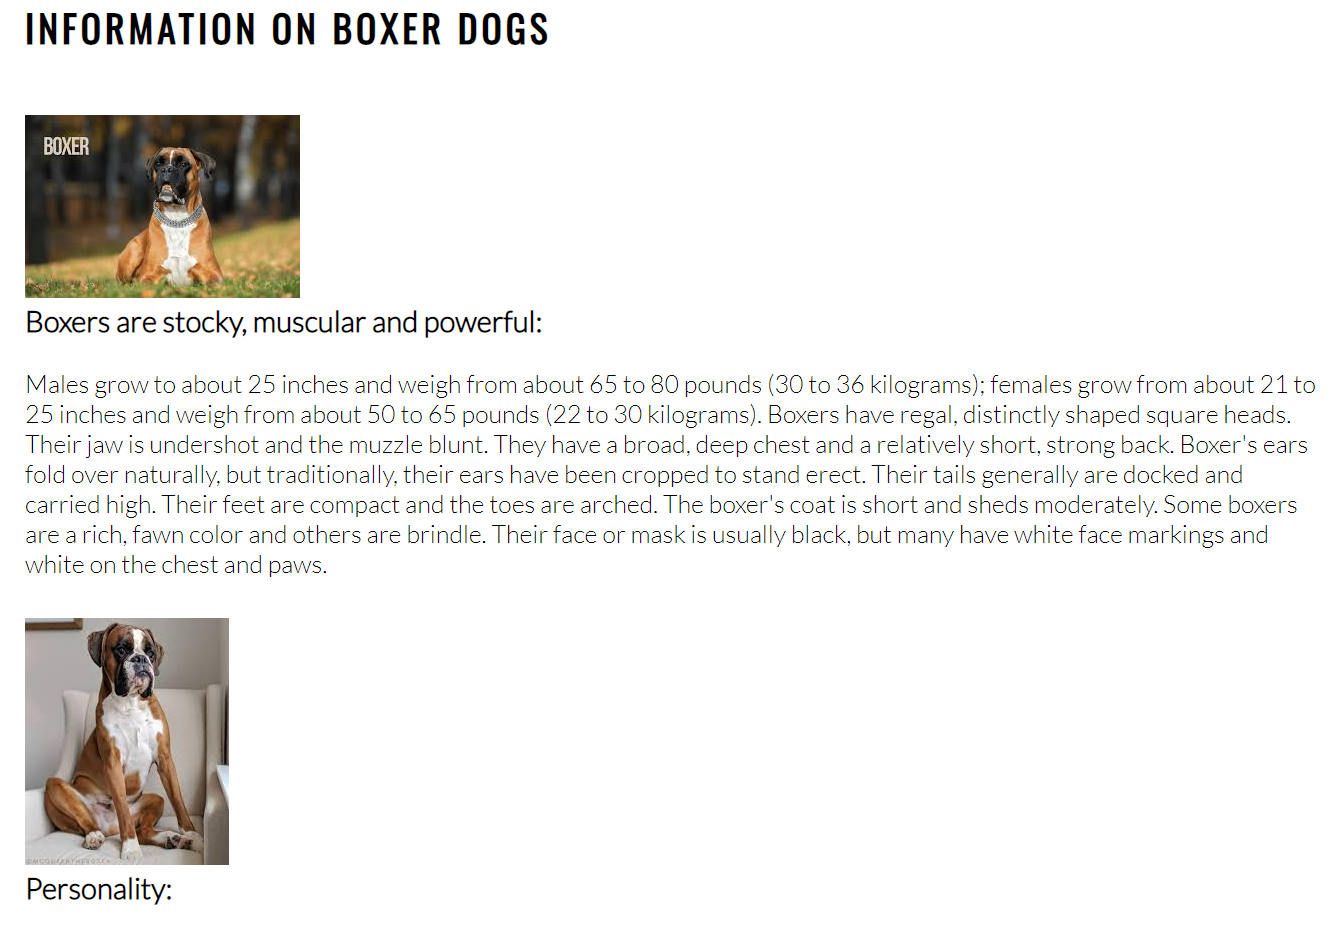 INFORMATION ON BOXER DOGS
BOXER
Boxers are stocky, muscular and powerful:
Males grow to about 25 inches and weigh from about 65 to 80 pounds (30 to 36 kilograms); females grow from about 21 to
25 inches and weigh from about 50 to 65 pounds (22 to 30 kilograms). Boxers have regal, distinctly shaped square heads.
Their jaw is undershot and the muzzle blunt. They have a broad, deep chest and a relatively short, strong back. Boxer's ears
fold over naturally, but traditionally, their ears have been cropped to stand erect. Their tails generally are docked and
carried high. Their feet are compact and the toes are arched. The boxer's coat is short and sheds moderately. Some boxers
are a rich, fawn color and others are brindle. Their face or mask is usually black, but many have white face markings and
white on the chest and paws.
Personality: